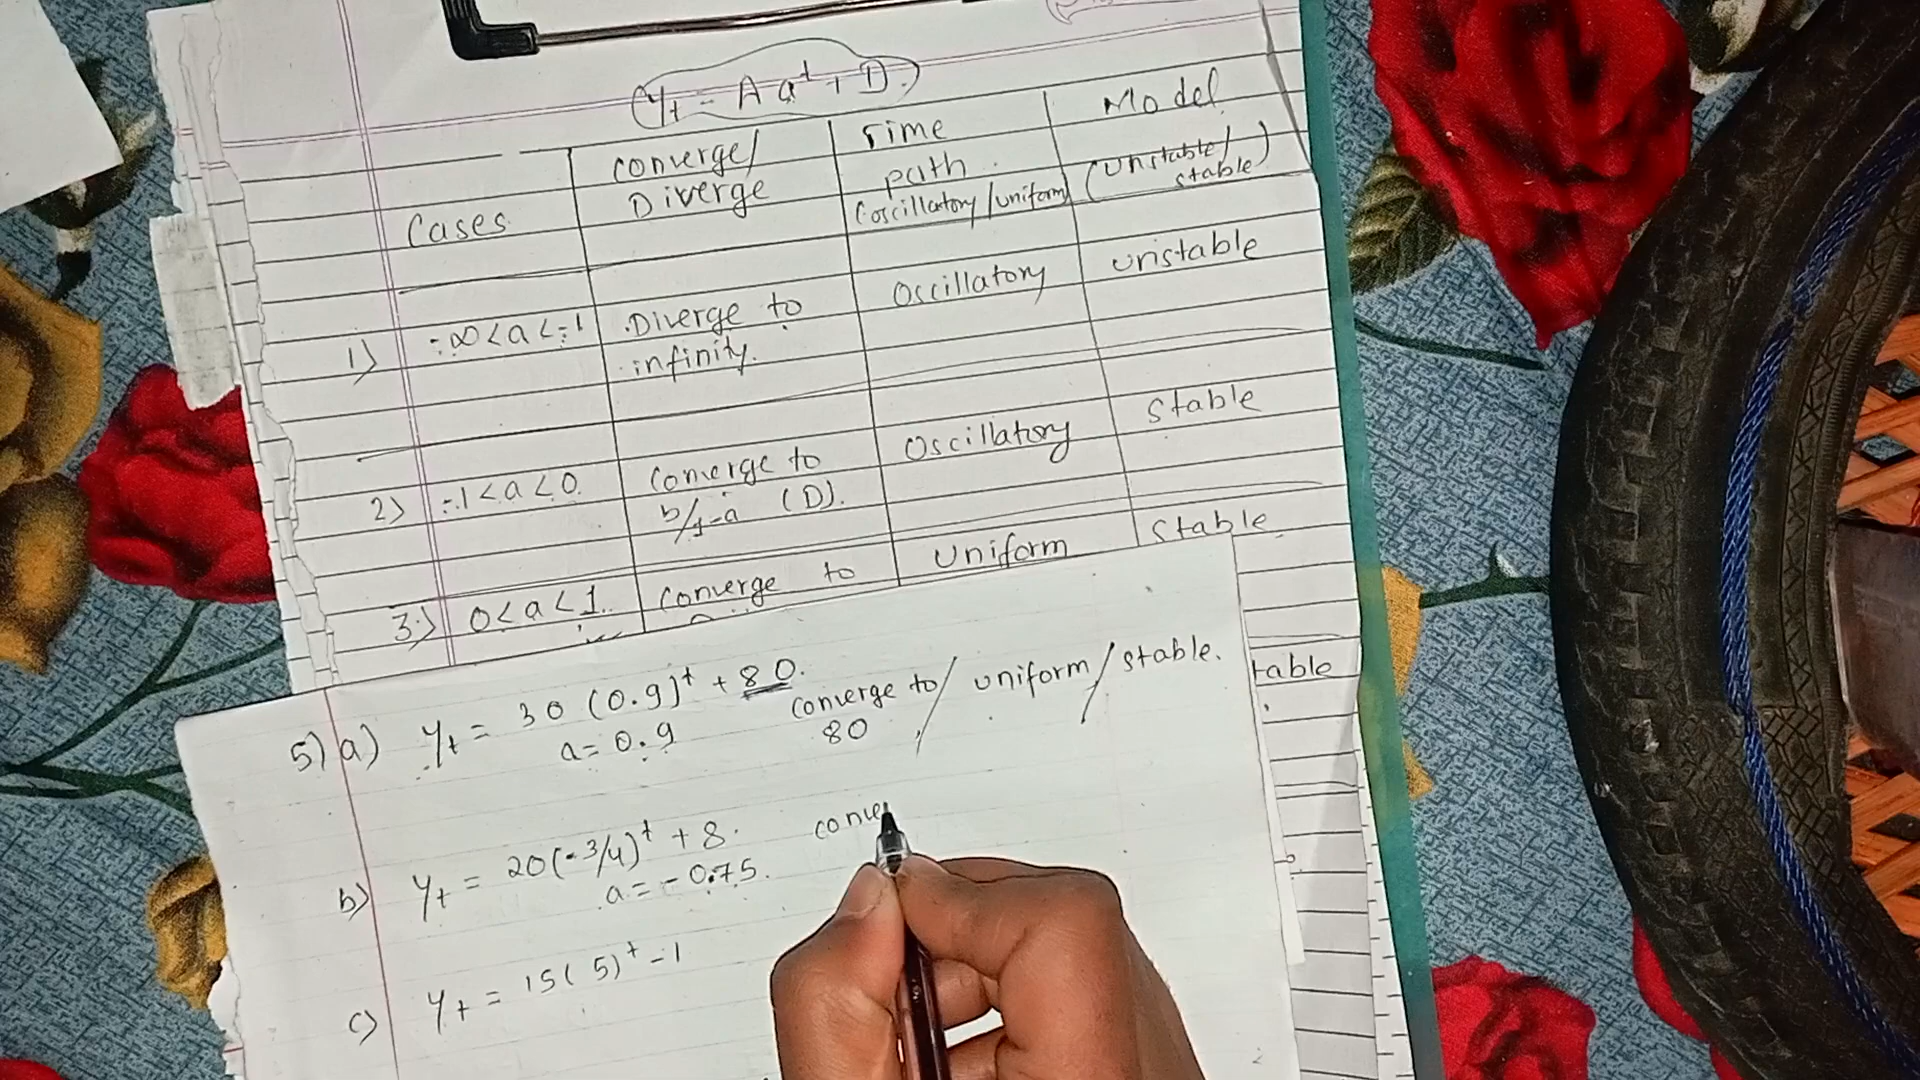 (Yt = A a^t + D.)
Cases. converge/ Diverge Time path. (oscillatory/uniform) Model (unstable/ stable)
1) -∞ < a < -1 Diverge to infinity. Oscillatory unstable
2) -1 < a < 0. Converge to b/1-a (D). Oscillatory Stable
3.) 0 < a < 1. Converge to Uniform Stable
table
5) a) Yt = 30 (0.9)^t + 80. converge to 80 / uniform / stable.
a = 0.9
b) Yt = 20(-3/4)^t + 8. conve
a = -0.75.
c) Yt = 15(5)^t - 1